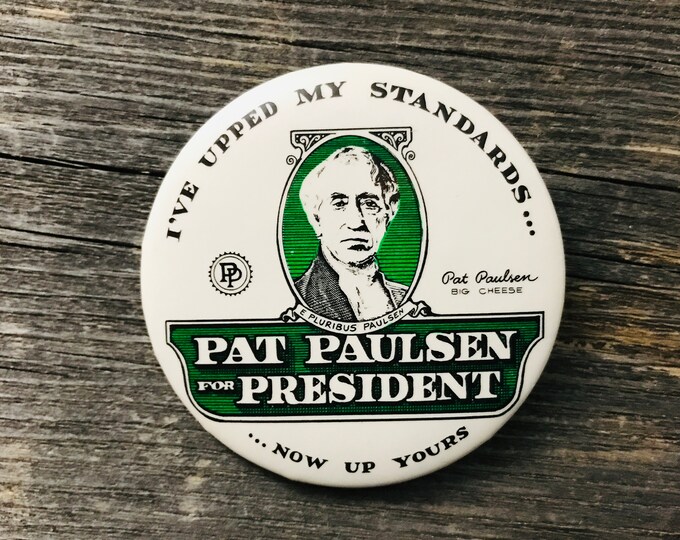 I'VE UPPED MY STANDARDS...
PP
Pat Paulsen
BIG CHEESE
E PLURIBUS PAULSEN
PAT PAULSEN
FOR PRESIDENT
...NOW UP YOURS